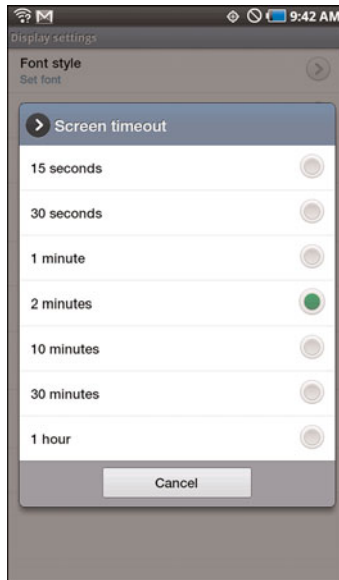 9:42 AM
Display settings
Font style
Set font
Screen timeout
15 seconds
30 seconds
1 minute
2 minutes
10 minutes
30 minutes
1 hour
Cancel